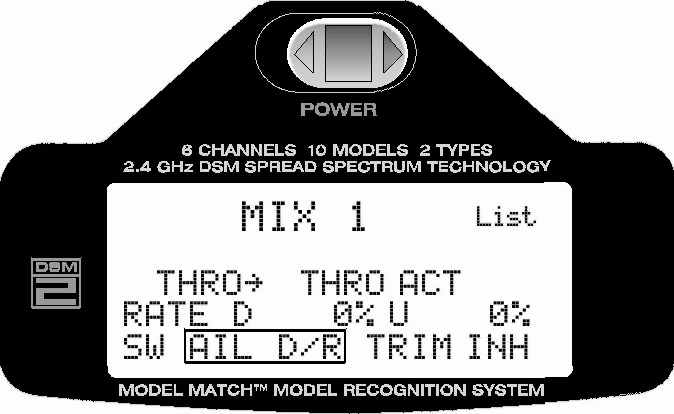 POWER
6 CHANNELS 10 MODELS 2 TYPES
2.4 GHz DSM SPREAD SPECTRUM TECHNOLOGY
MIX 1 List
DSM
2
THRO→ THRO ACT
RATE D 0% U 0%
SW AIL D/R TRIM INH
MODEL MATCH™ MODEL RECOGNITION SYSTEM